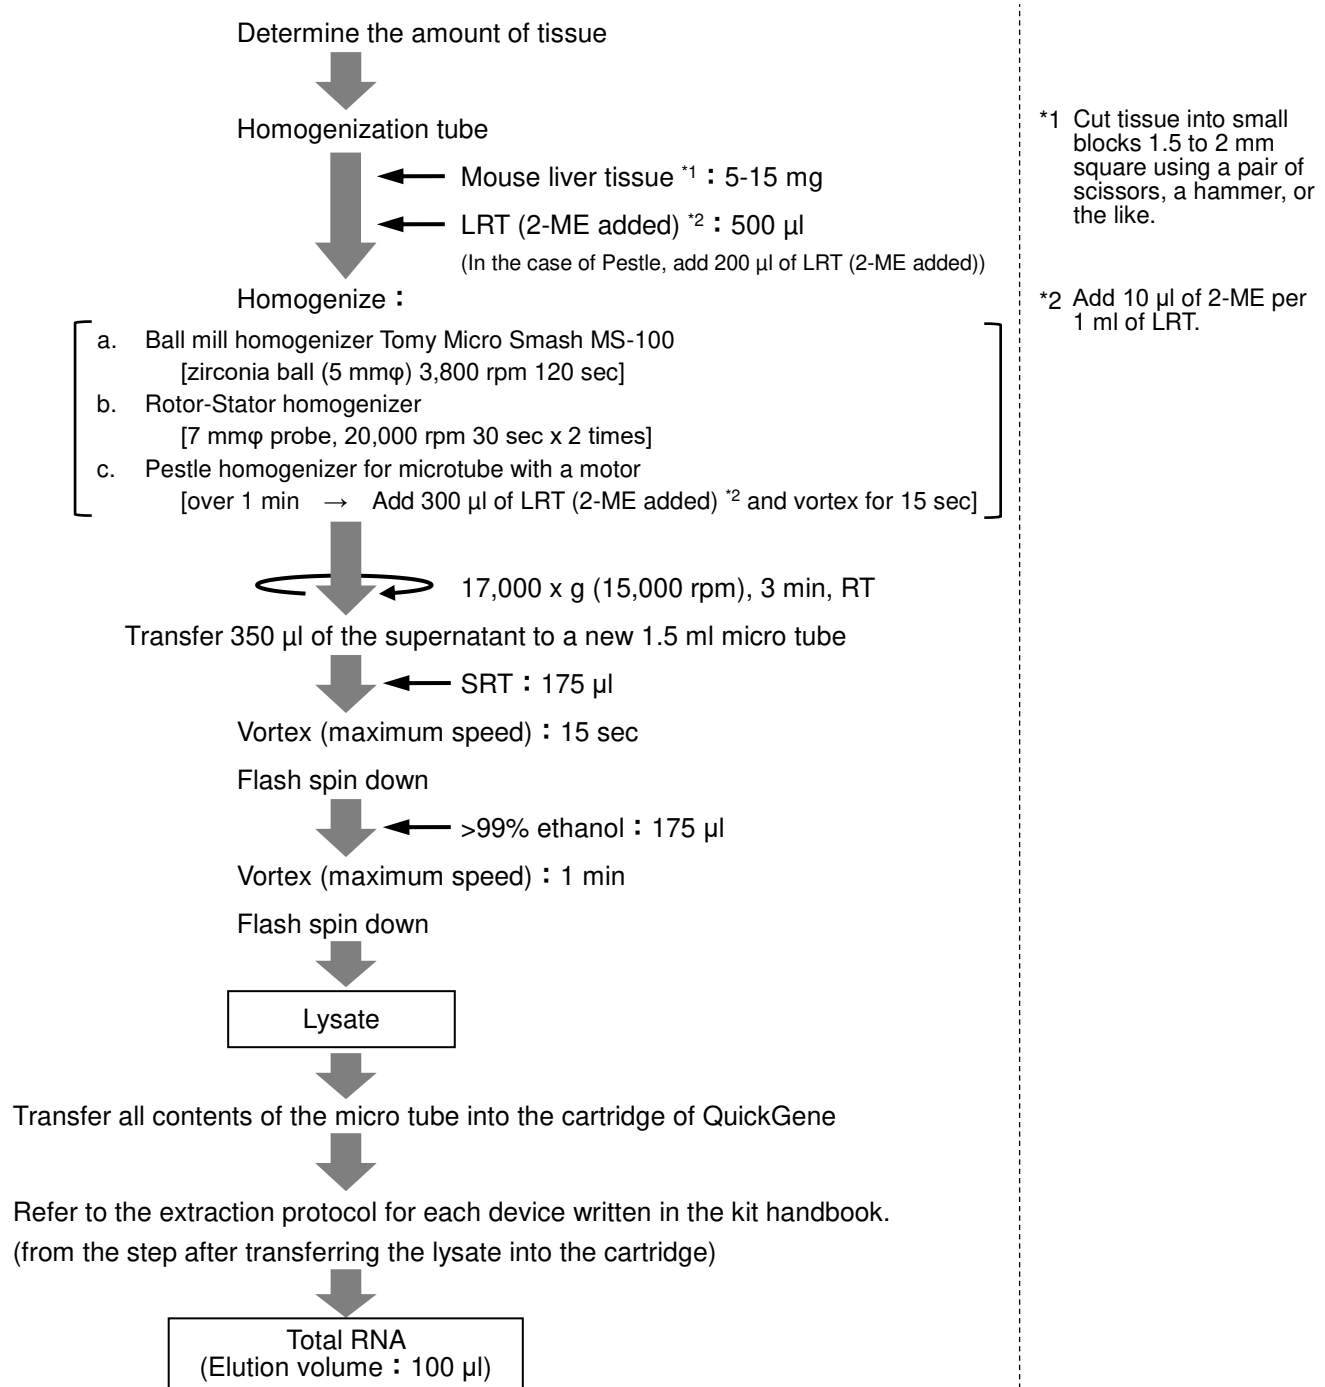 Determine the amount of tissue
Homogenization tube
Mouse liver tissue *1：5-15 mg
LRT (2-ME added) *2：500 µl
(In the case of Pestle, add 200 µl of LRT (2-ME added))
Homogenize：
a. Ball mill homogenizer Tomy Micro Smash MS-100
[zirconia ball (5 mmφ) 3,800 rpm 120 sec]
b. Rotor-Stator homogenizer
[7 mmφ probe, 20,000 rpm 30 sec x 2 times]
c. Pestle homogenizer for microtube with a motor
[over 1 min → Add 300 µl of LRT (2-ME added) *2 and vortex for 15 sec]
17,000 x g (15,000 rpm), 3 min, RT
Transfer 350 µl of the supernatant to a new 1.5 ml micro tube
SRT：175 µl
Vortex (maximum speed)：15 sec
Flash spin down
>99% ethanol：175 µl
Vortex (maximum speed)：1 min
Flash spin down
Lysate
Transfer all contents of the micro tube into the cartridge of QuickGene
Refer to the extraction protocol for each device written in the kit handbook.
(from the step after transferring the lysate into the cartridge)
Total RNA
(Elution volume：100 µl)
*1 Cut tissue into small
blocks 1.5 to 2 mm
square using a pair of
scissors, a hammer, or
the like.
*2 Add 10 µl of 2-ME per
1 ml of LRT.